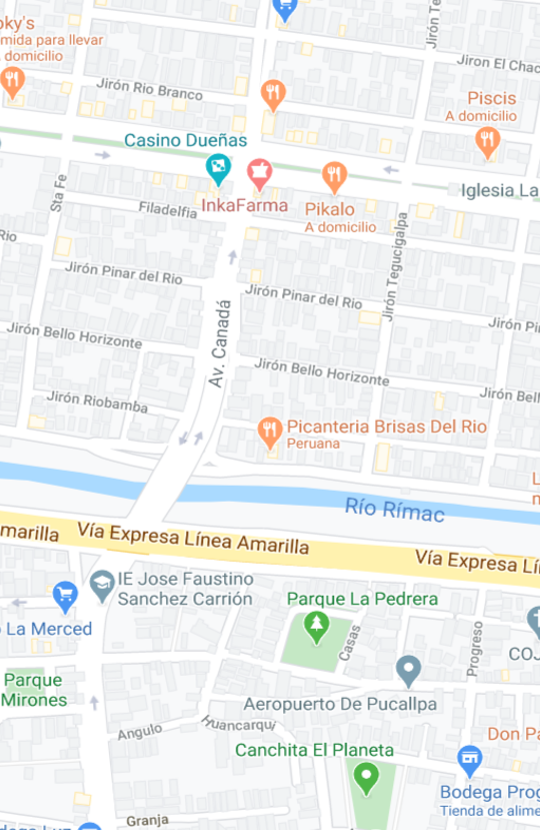 oky's
mida para llevar
domicilio
Jirón Te
Jiron El Chac
Jirón Rio Branco
Piscis
A domicilio
Casino Dueñas
Sta Fe
InkaFarma
Pikalo
A domicilio
Iglesia La
Filadelfia
Rio
Jirón Tegucigalpa
Jirón Pinar del Rio
Jirón Pinar del Rio
Jirón Pi
Av. Canadá
Jirón Bello Horizonte
Jirón Bello Horizonte
Jirón Bell
Jirón Riobamba
Picanteria Brisas Del Rio
Peruana
L
n
Río Rímac
marilla
Vía Expresa Línea Amarilla
Vía Expresa Lí
IE Jose Faustino
Sanchez Carrión
La Merced
Parque La Pedrera
Casas
Progreso
COJ
Parque
Mirones
Aeropuerto De Pucallpa
Angulo
Huancarqui
Don Pa
Canchita El Planeta
Bodega Prog
Tienda de alime
Granja